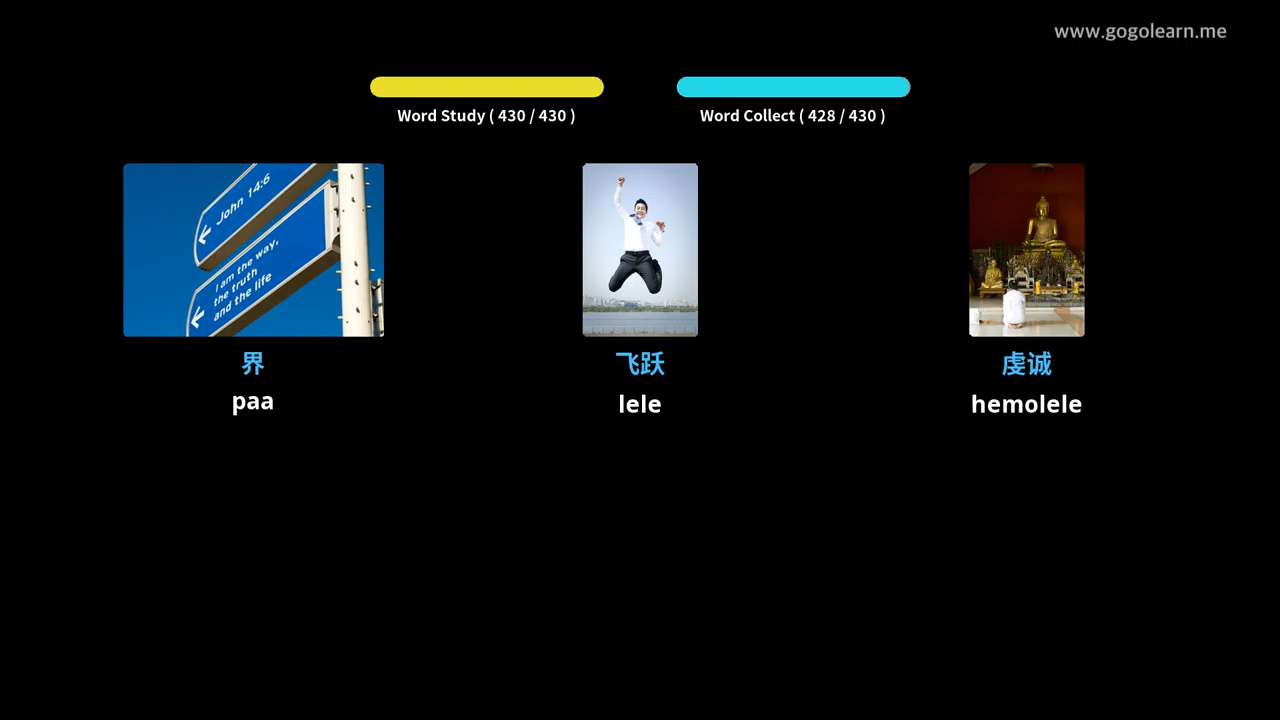 www.gogolearn.me
Word Study ( 430 / 430 )
Word Collect ( 428 / 430 )
John 14:6
I am the way,
the truth
and the life
界
飞跃
虔诚
paa
lele
hemolele